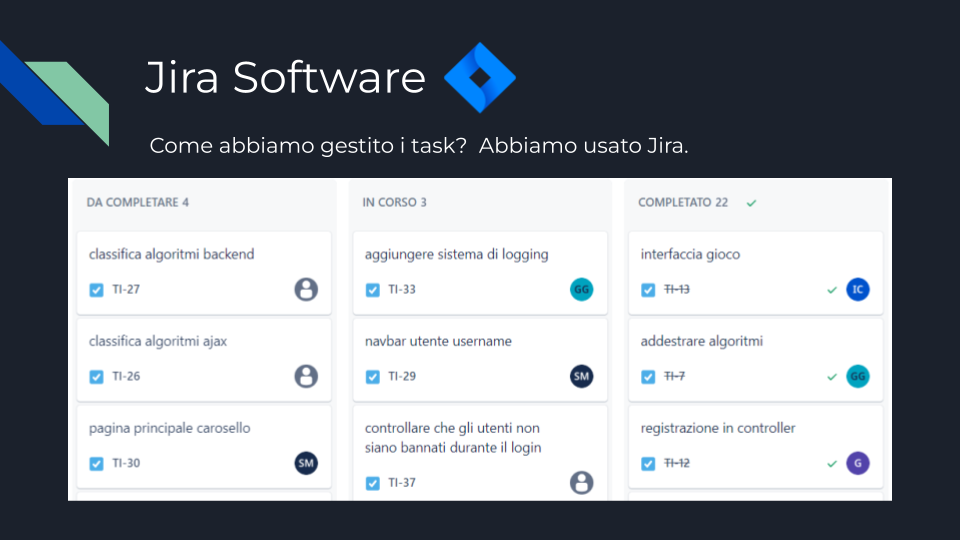 Jira Software
Come abbiamo gestito i task? Abbiamo usato Jira.
DA COMPLETARE 4
classifica algoritmi backend
TI-27
classifica algoritmi ajax
TI-26
pagina principale carosello
TI-30
SM
IN CORSO 3
aggiungere sistema di logging
TI-33
GG
navbar utente username
TI-29
SM
controllare che gli utenti non
siano bannati durante il login
TI-37
COMPLETATO 22
interfaccia gioco
TI-13
IC
addestrare algoritmi
TI-7
GG
registrazione in controller
TI-12
G